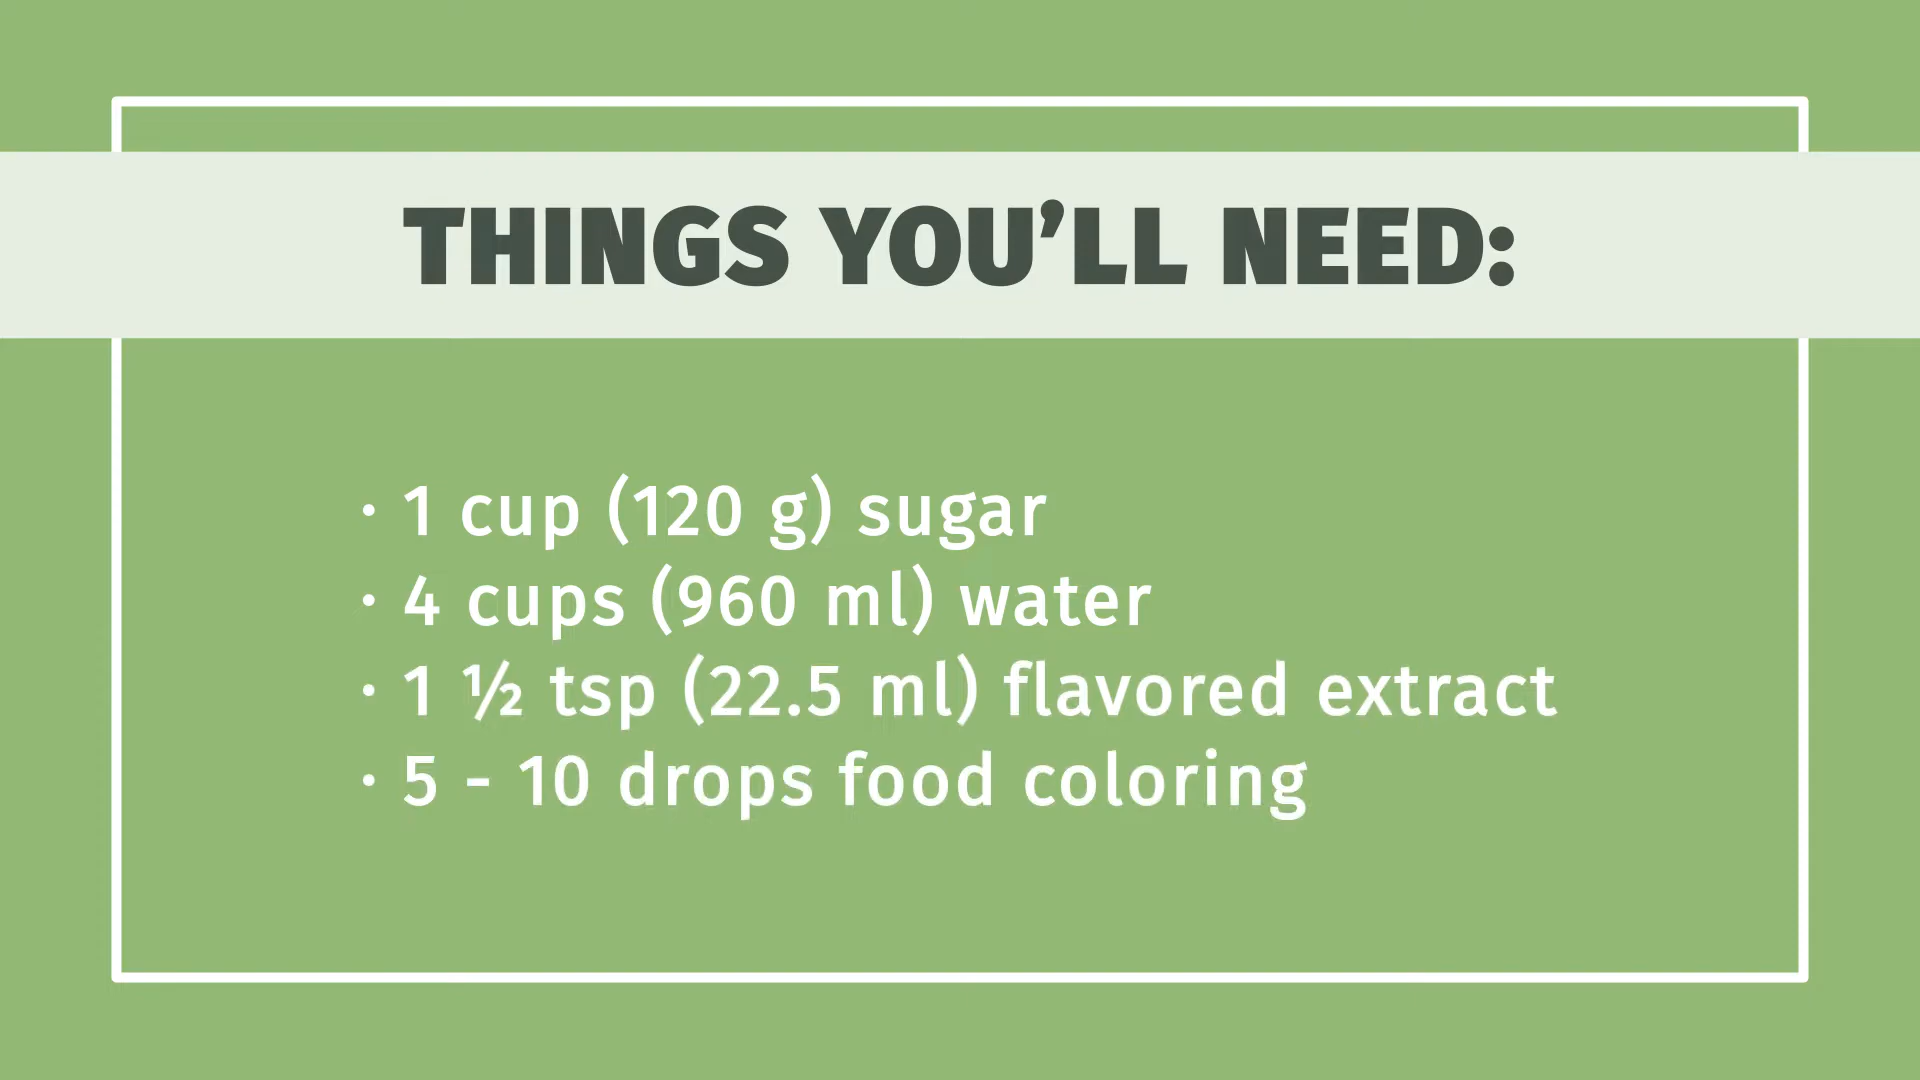 THINGS YOU’LL NEED:
· 1 cup (120 g) sugar
· 4 cups (960 ml) water
· 1 ½ tsp (22.5 ml) flavored extract
· 5 - 10 drops food coloring